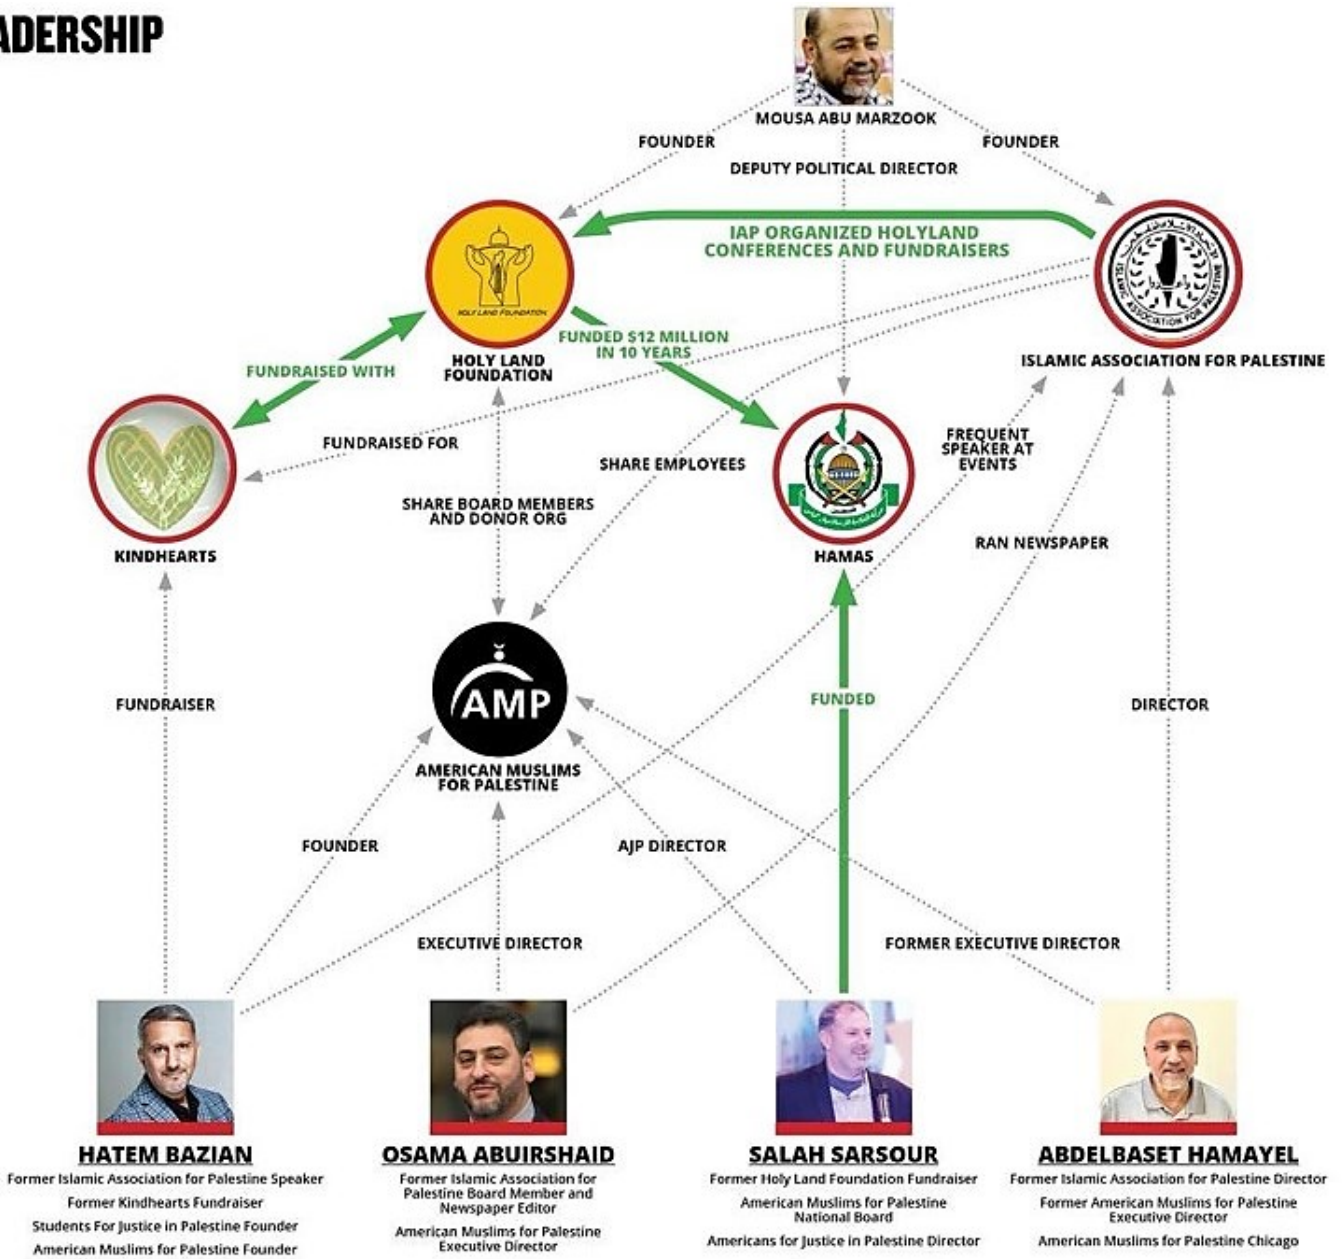 ADERSHIP
MOUSA ABU MARZOOK
FOUNDER
FOUNDER
DEPUTY POLITICAL DIRECTOR
IAP ORGANIZED HOLYLAND
CONFERENCES AND FUNDRAISERS
HOLY LAND FOUNDATION
ISLAMIC ASSOCIATION FOR PALESTINE
FUNDED $12 MILLION
IN 10 YEARS
HOLY LAND
FOUNDATION
ISLAMIC ASSOCIATION FOR PALESTINE
FUNDRAISED WITH
FUNDRAISED FOR
SHARE EMPLOYEES
FREQUENT
SPEAKER AT
EVENTS
SHARE BOARD MEMBERS
AND DONOR ORG
RAN NEWSPAPER
KINDHEARTS
HAMAS
AMP
FUNDRAISER
FUNDED
DIRECTOR
AMERICAN MUSLIMS
FOR PALESTINE
FOUNDER
AJP DIRECTOR
EXECUTIVE DIRECTOR
FORMER EXECUTIVE DIRECTOR
HATEM BAZIAN
Former Islamic Association for Palestine Speaker
Former Kindhearts Fundraiser
Students For Justice in Palestine Founder
American Muslims for Palestine Founder
OSAMA ABUIRSHAID
Former Islamic Association for
Palestine Board Member and
Newspaper Editor
American Muslims for Palestine
Executive Director
SALAH SARSOUR
Former Holy Land Foundation Fundraiser
American Muslims for Palestine
National Board
Americans for Justice in Palestine Director
ABDELBASET HAMAYEL
Former Islamic Association for Palestine Director
Former American Muslims for Palestine
Executive Director
American Muslims for Palestine Chicago